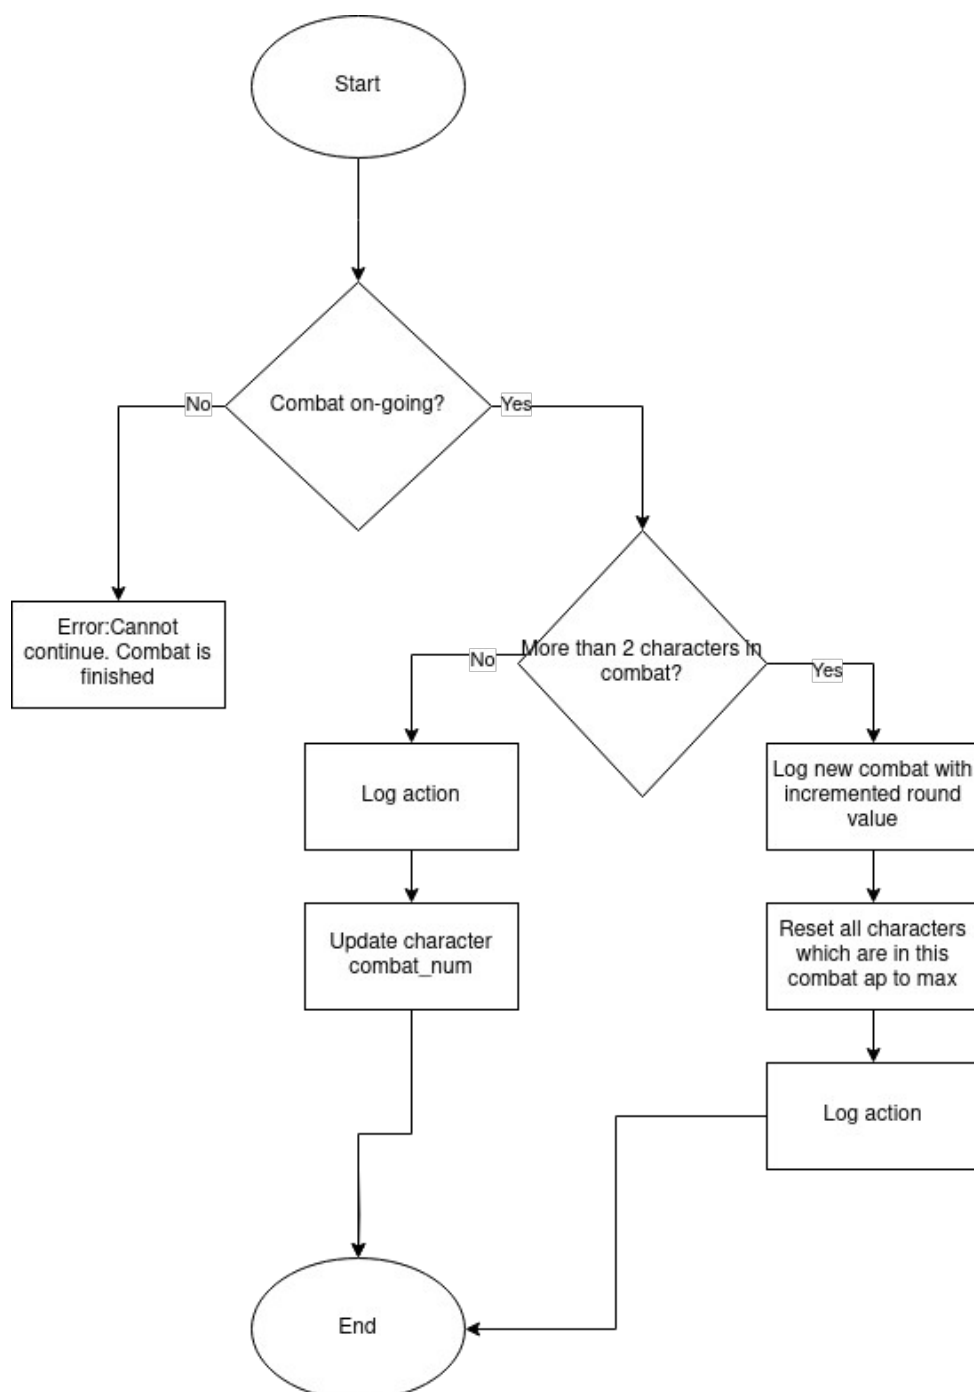 Start
Combat on-going?
No
Yes
Error:Cannot
continue. Combat is
finished
More than 2 characters in
combat?
No
Yes
Log action
Log new combat with
incremented round
value
Update character
combat_num
Reset all characters
which are in this
combat ap to max
Log action
End